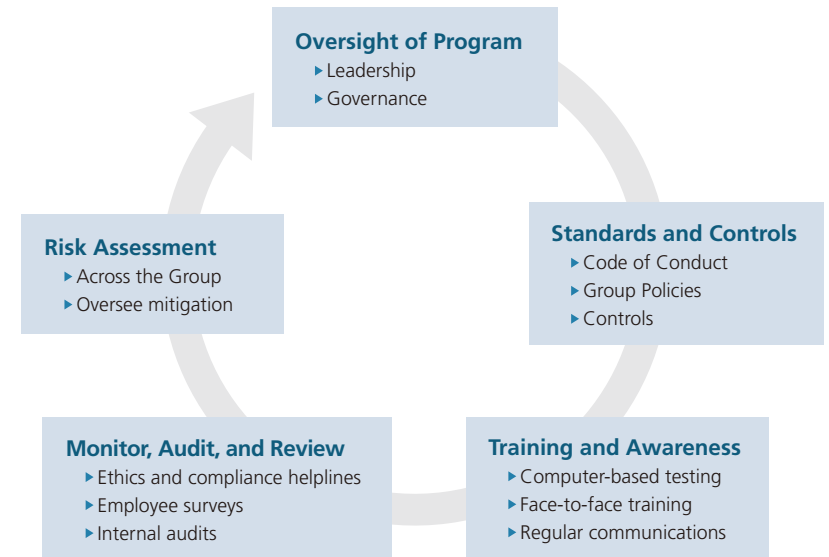 Oversight of Program
▶ Leadership
▶ Governance
Standards and Controls
▶ Code of Conduct
▶ Group Policies
▶ Controls
Training and Awareness
▶ Computer-based testing
▶ Face-to-face training
▶ Regular communications
Monitor, Audit, and Review
▶ Ethics and compliance helplines
▶ Employee surveys
▶ Internal audits
Risk Assessment
▶ Across the Group
▶ Oversee mitigation